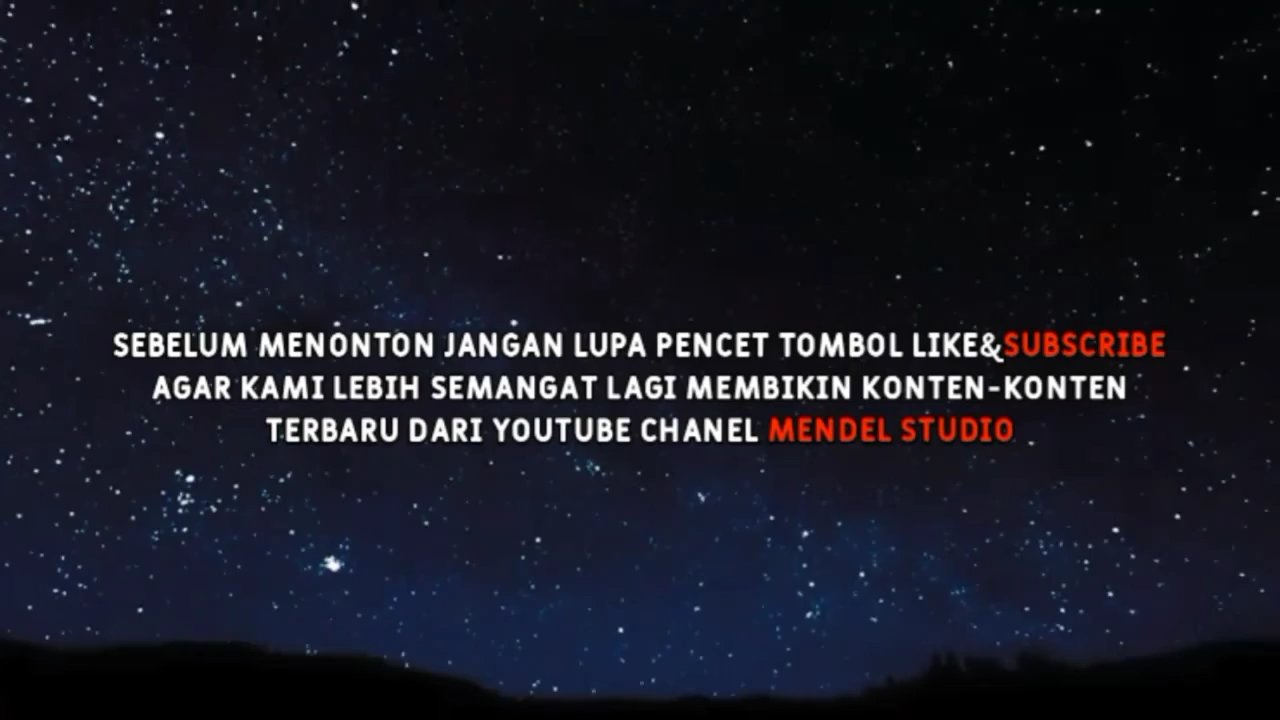 SEBELUM MENONTON JANGAN LUPA PENCET TOMBOL LIKE&SUBSCRIBE
AGAR KAMI LEBIH SEMANGAT LAGI MEMBIKIN KONTEN-KONTEN
TERBARU DARI YOUTUBE CHANEL MENDEL STUDIO